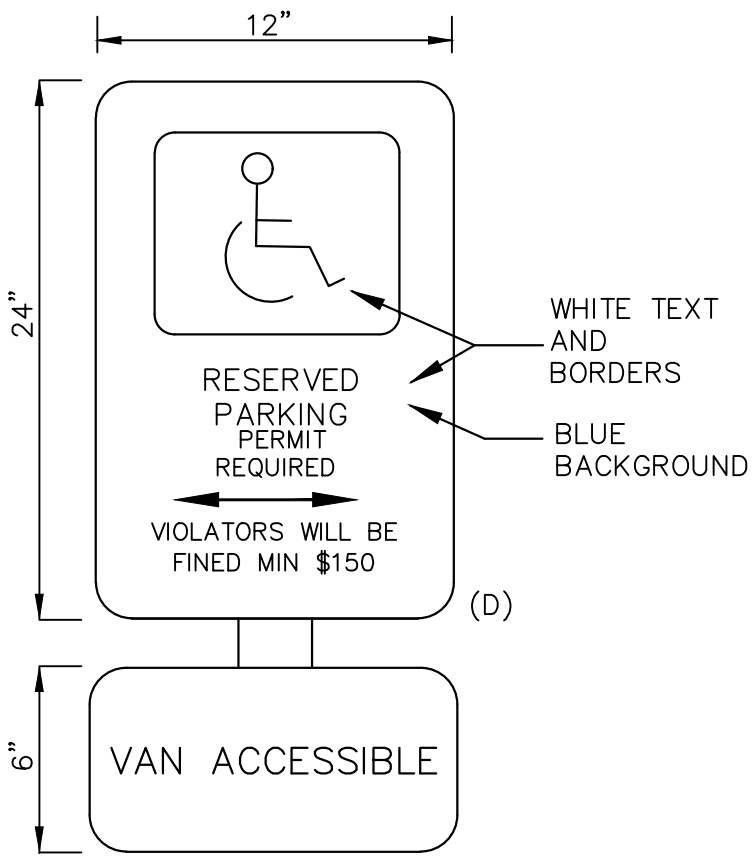 12”
24”
WHITE TEXT
AND
BORDERS
RESERVED
PARKING
PERMIT
REQUIRED
BLUE
BACKGROUND
VIOLATORS WILL BE
FINED MIN $150
(D)
6”
VAN ACCESSIBLE